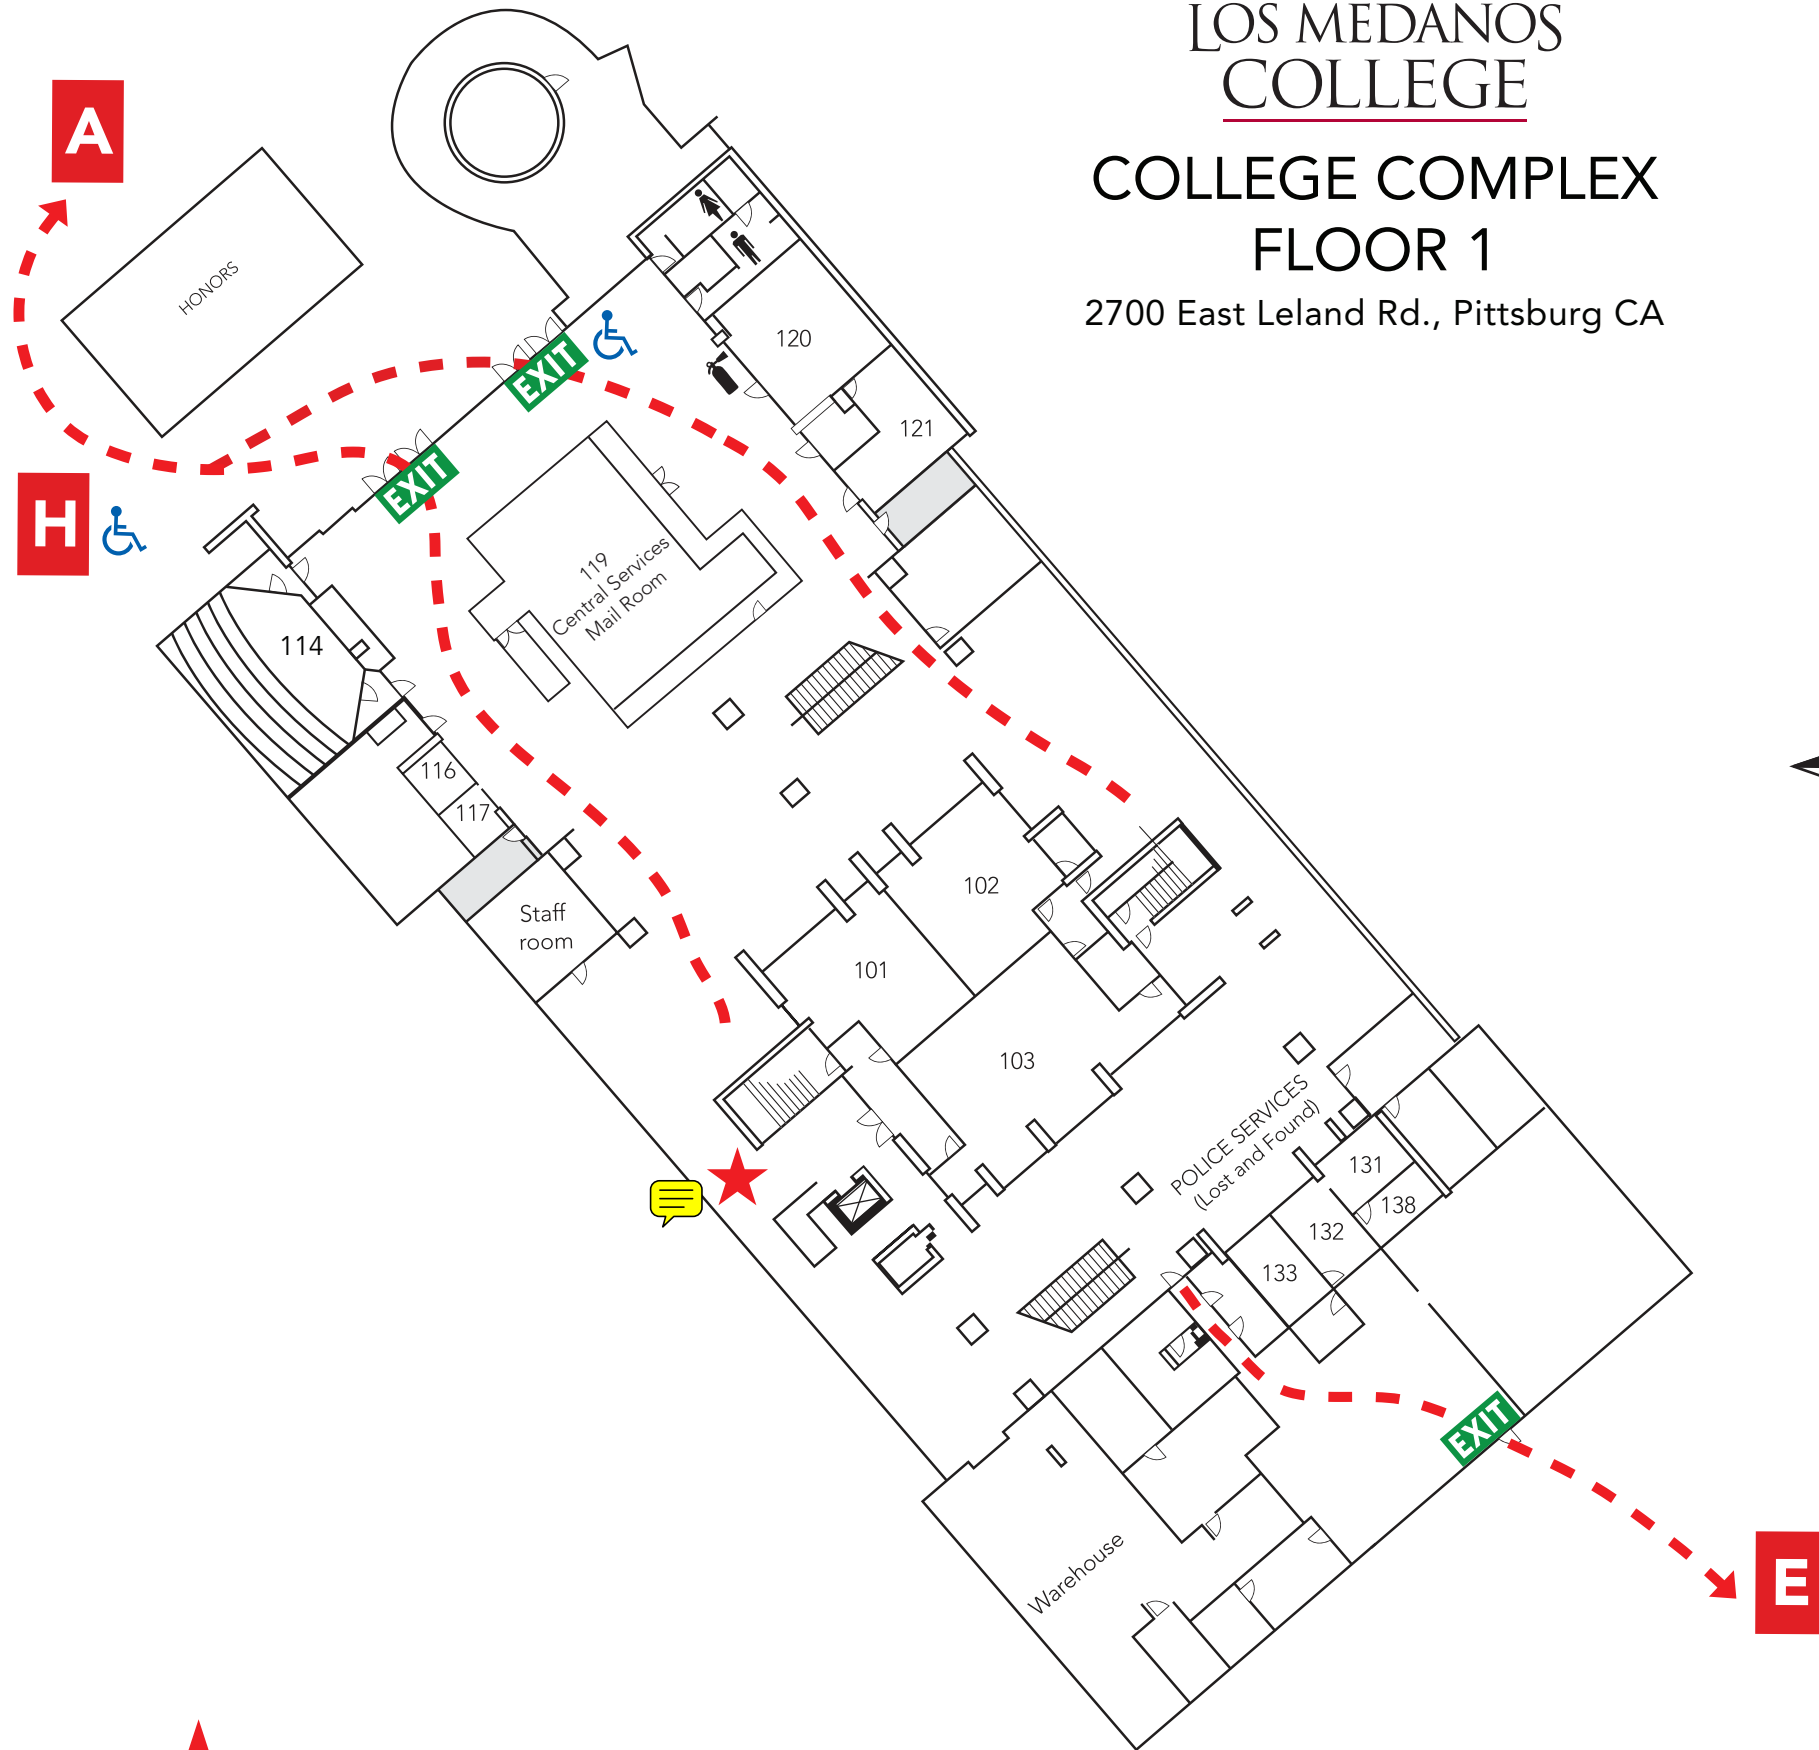 LOS MEDANOS
COLLEGE
COLLEGE COMPLEX
FLOOR 1
2700 East Leland Rd., Pittsburg CA
A
HONORS
H
EXIT
EXIT
120
121
119
Central Services
Mail Room
114
116
117
Staff
room
102
101
103
POLICE SERVICES
(Lost and Found)
131
138
132
133
EXIT
Warehouse
E